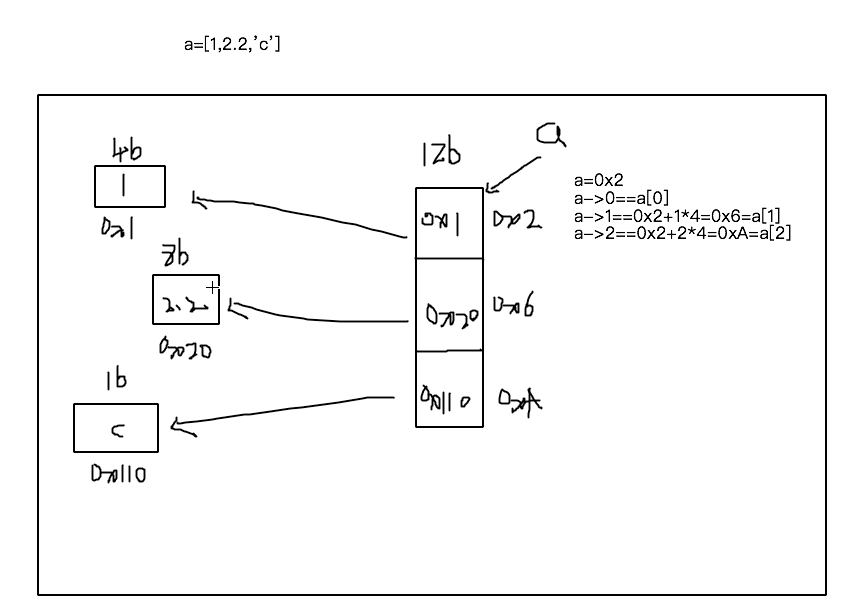 a=[1,2.2,'c']
4b
1
0x1
8b
2.2
0x20
1b
c
0x110
12b
a
0x1
0x2
0x20
0x6
0x110
0xA
a=0x2
a->0==a[0]
a->1==0x2+1*4=0x6=a[1]
a->2==0x2+2*4=0xA=a[2]